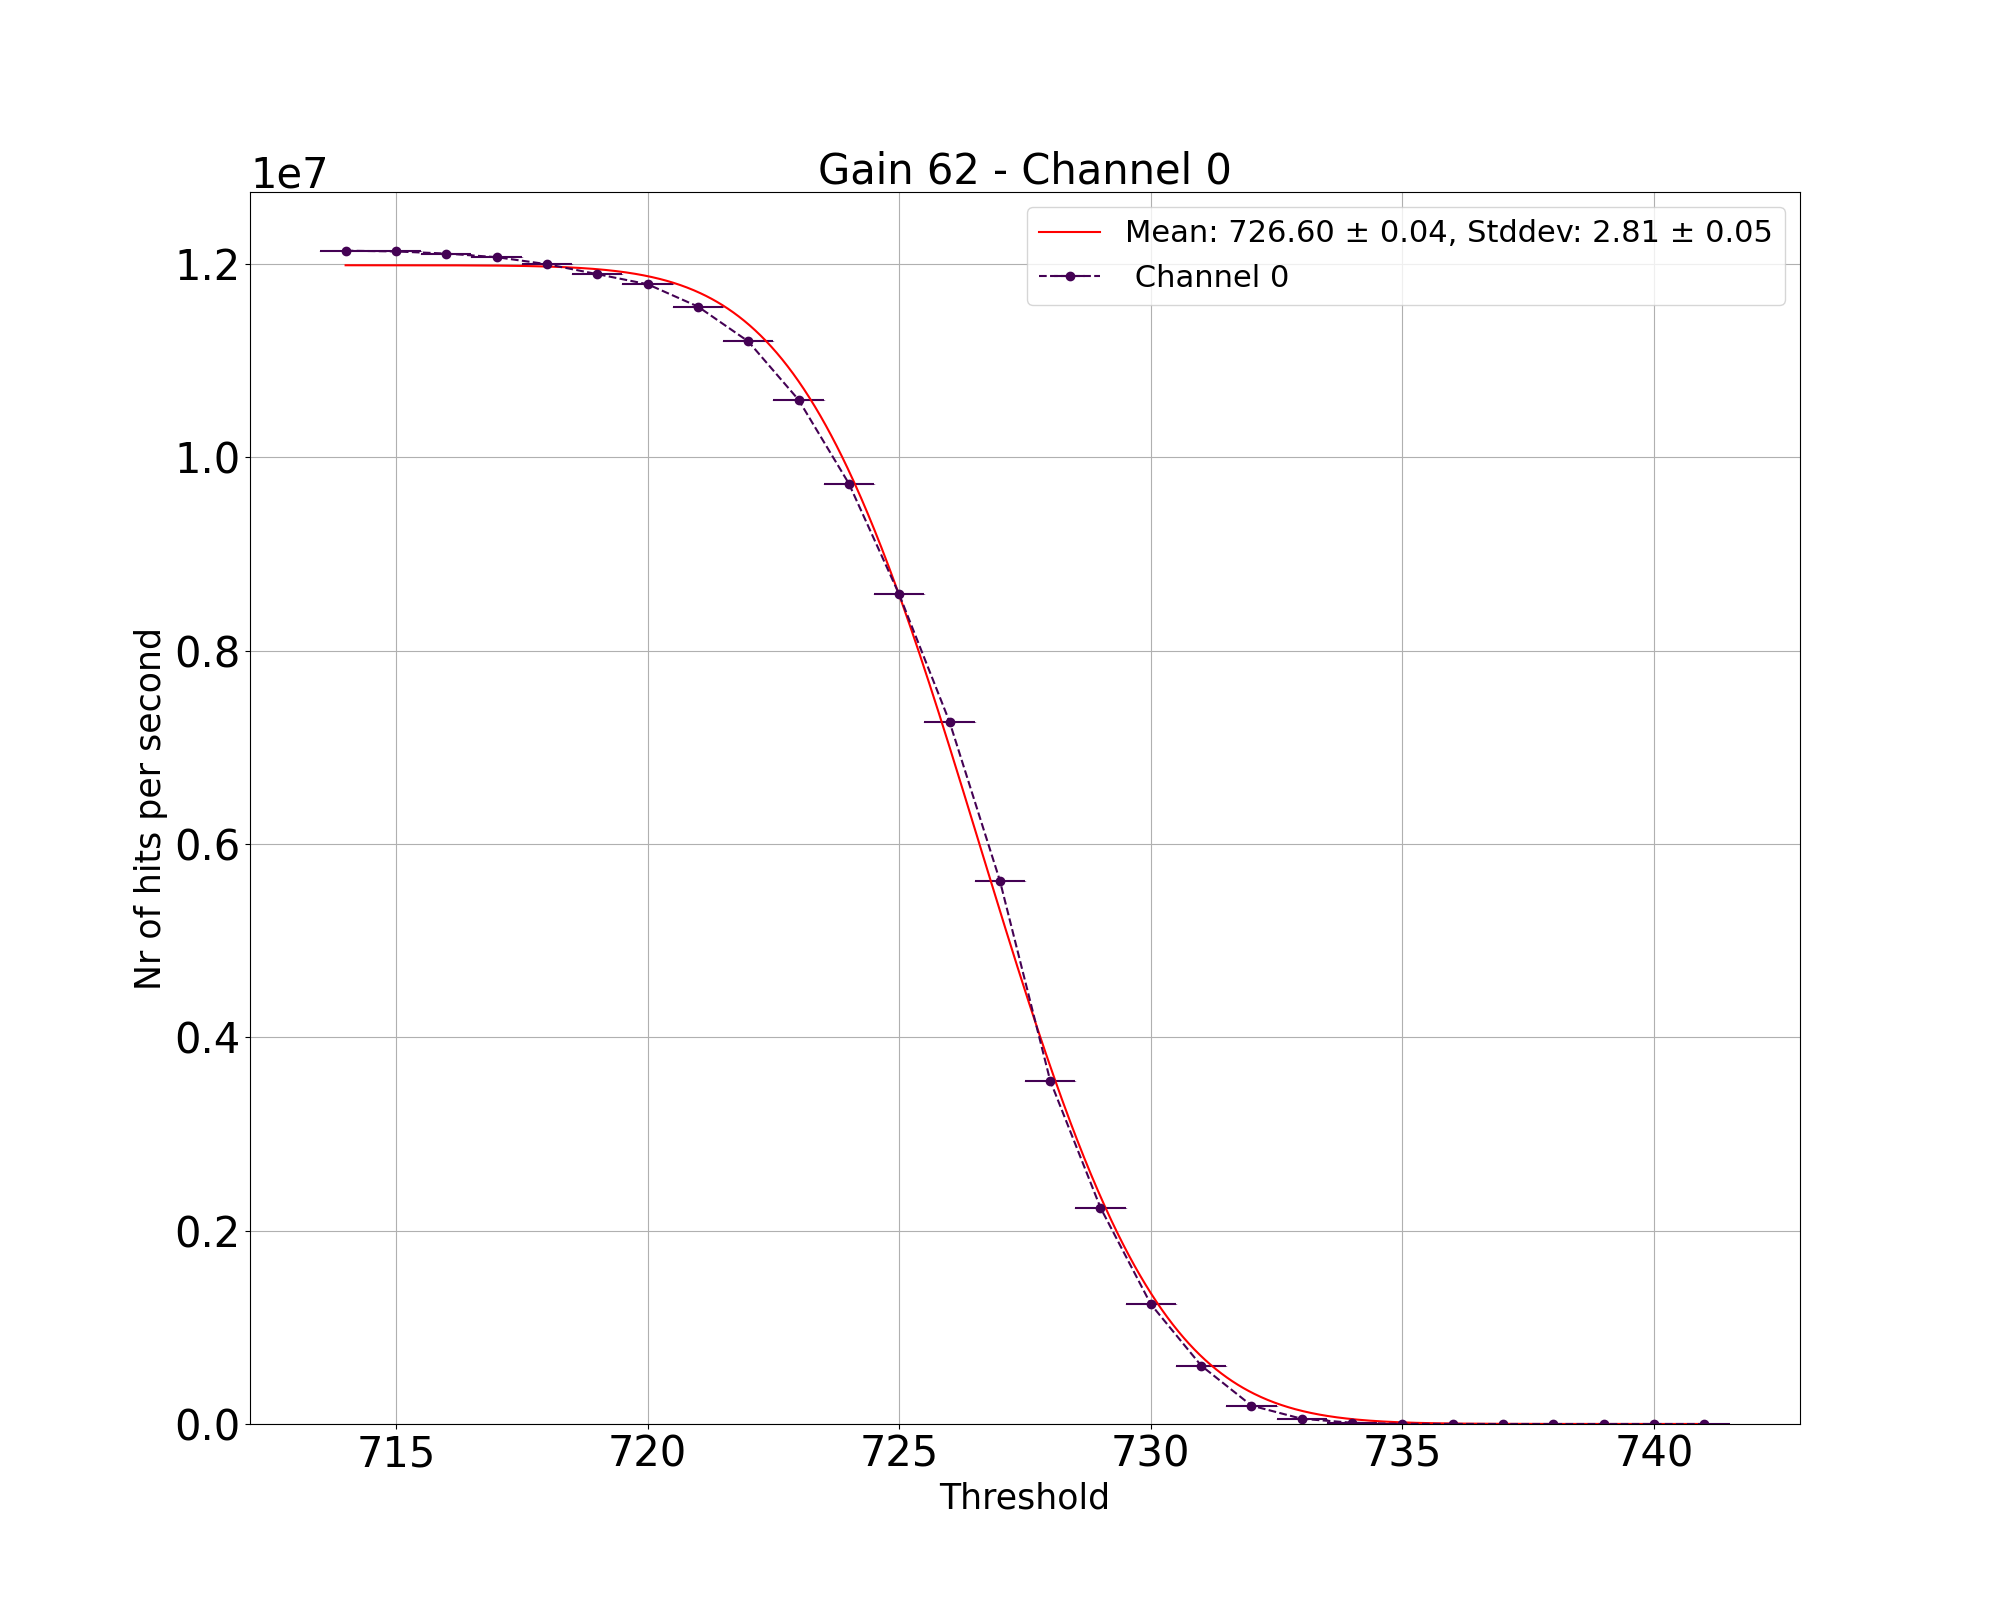 Gain 62 - Channel 0
1e7
Mean: 726.60 ± 0.04, Stddev: 2.81 ± 0.05
Channel 0
1.2
1.0
0.8
0.6
0.4
0.2
0.0
Nr of hits per second
715 720 725 730 735 740
Threshold